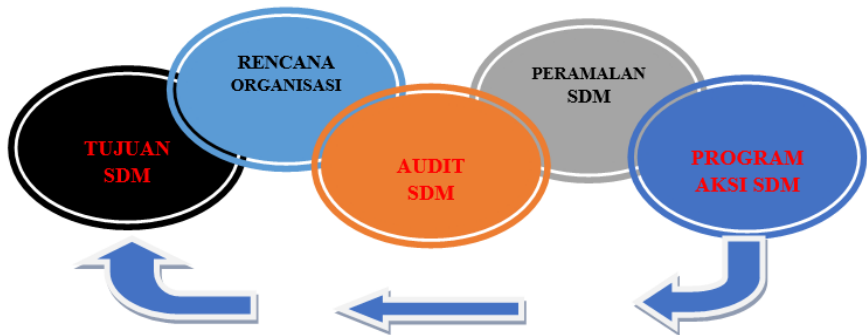 TUJUAN
SDM
RENCANA
ORGANISASI
AUDIT
SDM
PERAMALAN
SDM
PROGRAM
AKSI SDM